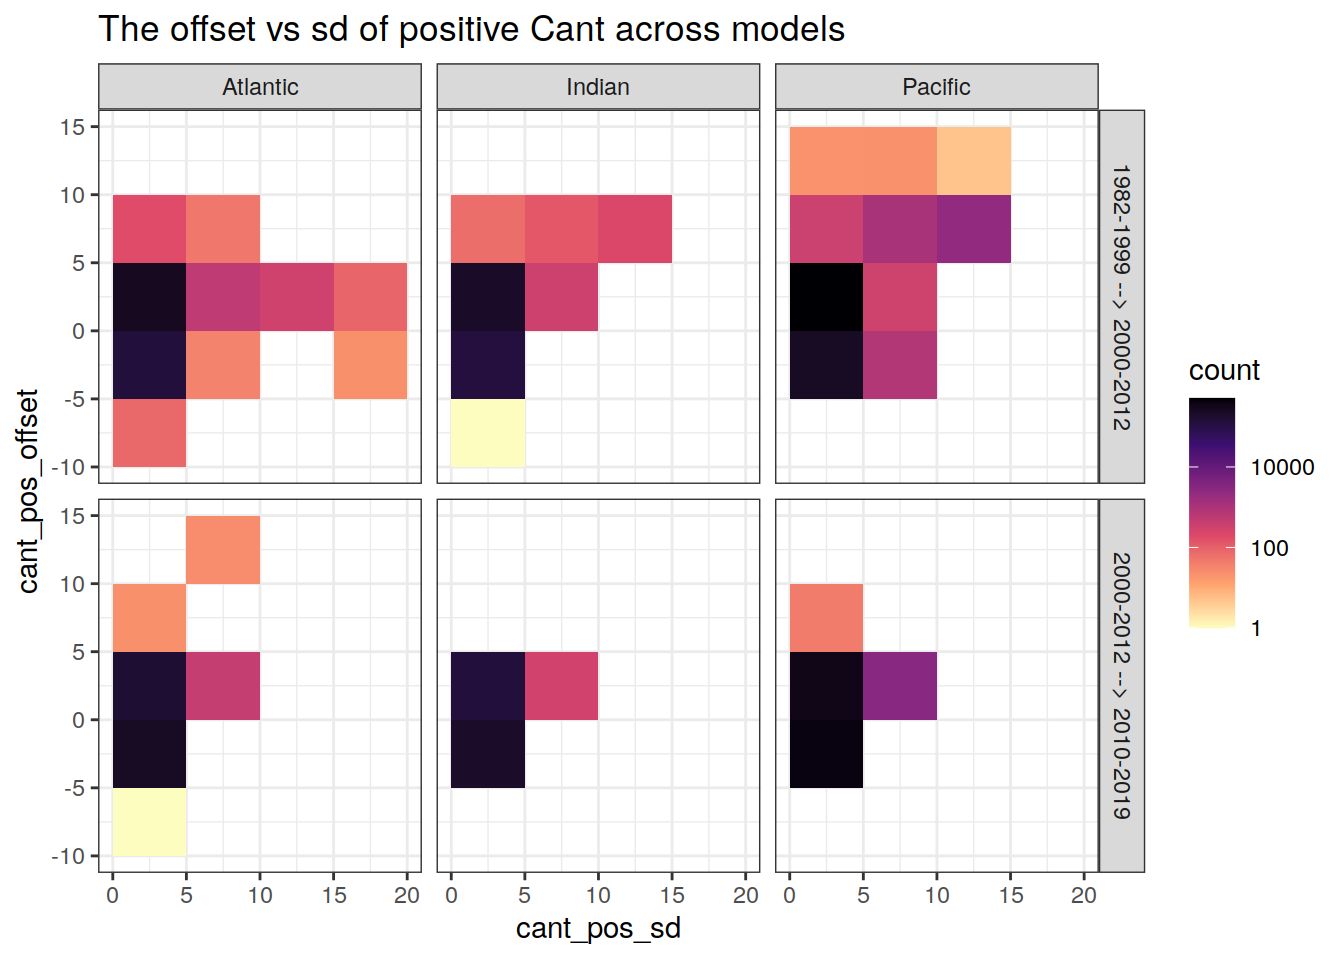 The offset vs sd of positive Cant across models
Atlantic
Indian
Pacific
cant_pos_offset
15
10
5
0
-5
-10
1982-1999 --> 2000-2012
15
10
5
0
-5
-10
2000-2012 --> 2010-2019
0 5 10 15 20
0 5 10 15 20
0 5 10 15 20
cant_pos_sd
count
10000
100
1